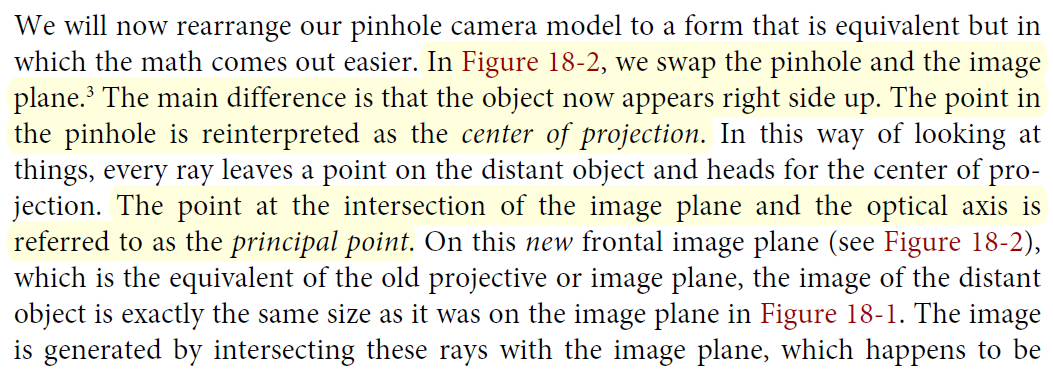 We will now rearrange our pinhole camera model to a form that is equivalent but in
which the math comes out easier. In Figure 18-2, we swap the pinhole and the image
plane.³ The main difference is that the object now appears right side up. The point in
the pinhole is reinterpreted as the center of projection. In this way of looking at
things, every ray leaves a point on the distant object and heads for the center of pro-
jection. The point at the intersection of the image plane and the optical axis is
referred to as the principal point. On this new frontal image plane (see Figure 18-2),
which is the equivalent of the old projective or image plane, the image of the distant
object is exactly the same size as it was on the image plane in Figure 18-1. The image
is generated by intersecting these rays with the image plane, which happens to be